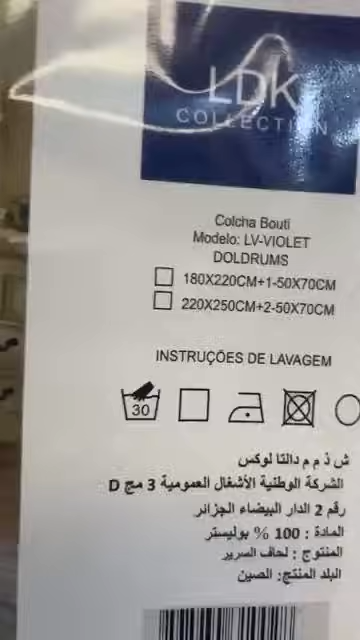 LDK
COLLECTION
Colcha Bouti
Modelo: LV-VIOLET
DOLDRUMS
180X220CM+1-50X70CM
220X250CM+2-50X70CM
INSTRUÇÕES DE LAVAGEM
30
ش ذ م م دالتا لوكس
الشركة الوطنية الأشغال العمومية 3 مج D
رقم 2 الدار البيضاء الجزائر
المادة : 100 % بوليستر
المنتوج : لحاف السرير
البلد المنتج: الصين